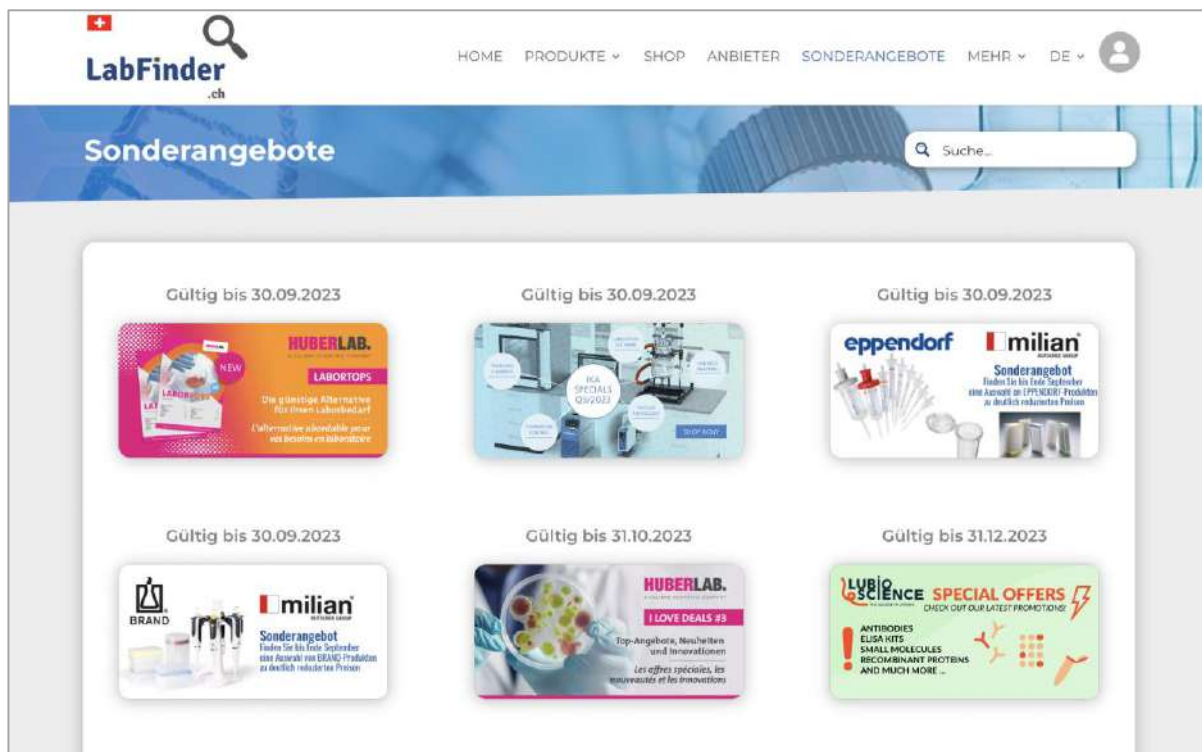 LabFinder
.ch
HOME PRODUKTE SHOP ANBIETER SONDERANGEBOTE MEHR DE
Sonderangebote
Suche...
Gültig bis 30.09.2023
HUBERLAB.
LABORTOPS
NEW
Die günstige Alternative
für Ihren Laborbedarf
L'alternative abordable pour
vos besoins en laboratoire
Gültig bis 30.09.2023
IKA
SPECIALS
Q3/2023
SHOP NOW
Gültig bis 30.09.2023
eppendorf
milian
Sonderangebot
Finden Sie bis Ende September
eine Auswahl an EPPENDORF-Produkten
zu deutlich reduzierten Preisen
Gültig bis 30.09.2023
BRAND
milian
Sonderangebot
Finden Sie bis Ende September
eine Auswahl von BRAND-Produkten
zu deutlich reduzierten Preisen
Gültig bis 31.10.2023
HUBERLAB.
I LOVE DEALS #3
Top-Angebote, Neuheiten
und Innovationen
Les offres spéciales, les
nouveautés et les innovations
Gültig bis 31.12.2023
LUBIO
SCIENCE
SPECIAL OFFERS
CHECK OUT OUR LATEST PROMOTIONS!
ANTIBODIES
ELISA KITS
SMALL MOLECULES
RECOMBINANT PROTEINS
AND MUCH MORE ...